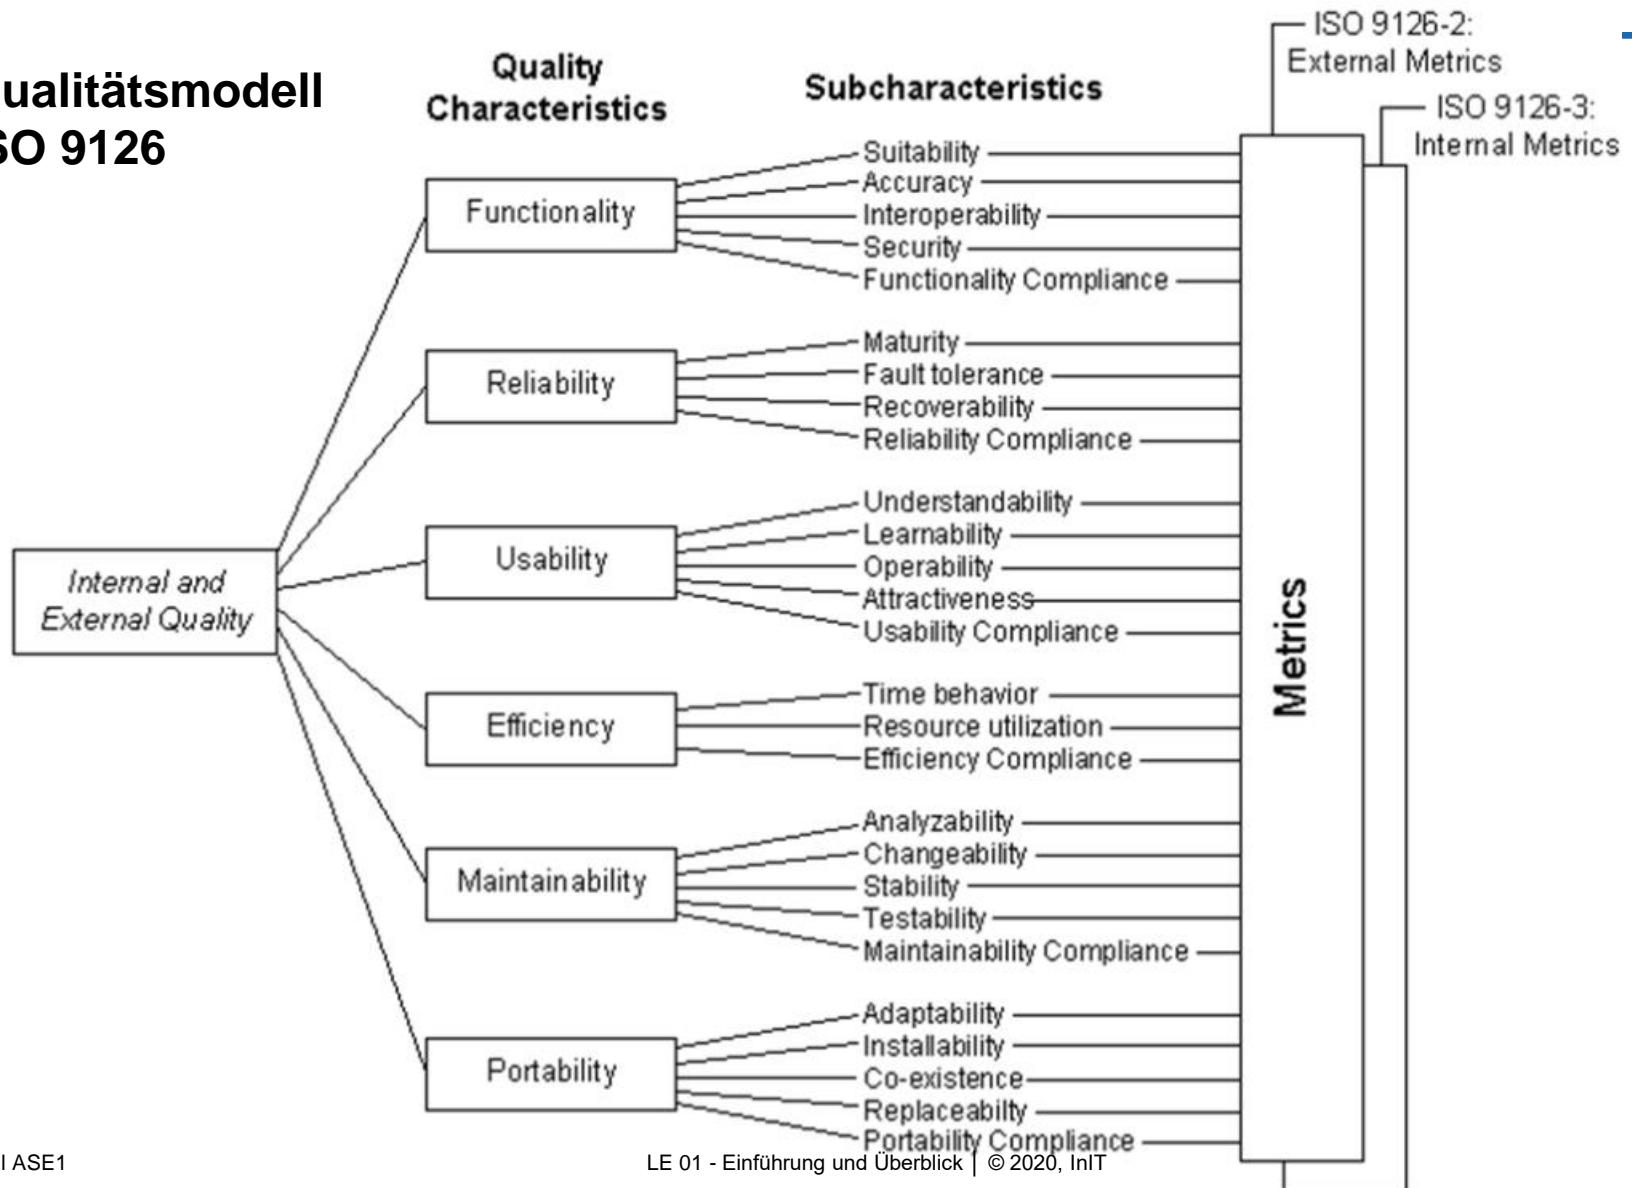 ualitätsmodell
SO 9126
Quality
Characteristics
Subcharacteristics
ISO 9126-2:
External Metrics
ISO 9126-3:
Internal Metrics
Internal and
External Quality
Functionality
Suitability
Accuracy
Interoperability
Security
Functionality Compliance
Reliability
Maturity
Fault tolerance
Recoverability
Reliability Compliance
Usability
Understandability
Learnability
Operability
Attractiveness
Usability Compliance
Efficiency
Time behavior
Resource utilization
Efficiency Compliance
Maintainability
Analyzability
Changeability
Stability
Testability
Maintainability Compliance
Portability
Adaptability
Installability
Co-existence
Replaceabilty
Portability Compliance
Metrics
l ASE1
LE 01 - Einführung und Überblick | © 2020, InIT